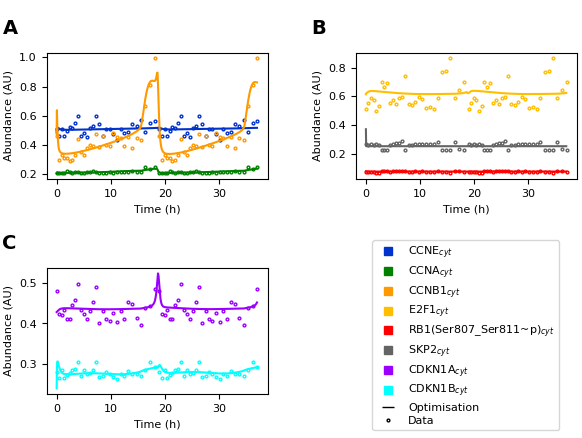 A
B
1.0
0.8
0.6
0.4
0.2
Abundance (AU)
0
10
20
30
Time (h)
0.8
0.6
0.4
0.2
Abundance (AU)
0
10
20
30
Time (h)
C
0.5
0.4
0.3
Abundance (AU)
0
10
20
30
Time (h)
CCNEcyt
CCNAcyt
CCNB1cyt
E2F1cyt
RB1(Ser807_Ser811~p)cyt
SKP2cyt
CDKN1Acyt
CDKN1Bcyt
Optimisation
Data